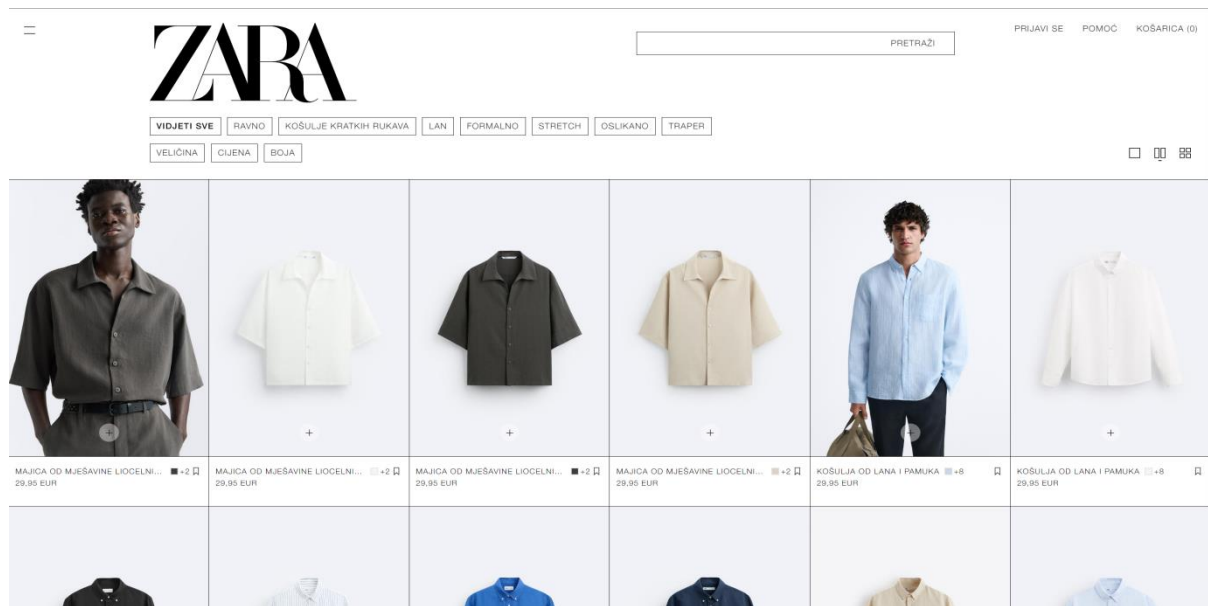 ZARA
PRETRAŽI
PRIJAVI SE POMOĆ KOŠARICA (0)
VIDJETI SVE RAVNO KOŠULJE KRATKIH RUKAVA LAN FORMALNO STRETCH OSLIKANO TRAPER
VELIČINA CIJENA BOJA
MAJICA OD MJEŠAVINE LIOCELNI... +2
29,95 EUR
MAJICA OD MJEŠAVINE LIOCELNI... +2
29,95 EUR
MAJICA OD MJEŠAVINE LIOCELNI... +2
29,95 EUR
MAJICA OD MJEŠAVINE LIOCELNI... +2
29,95 EUR
KOŠULJA OD LANA I PAMUKA +8
29,95 EUR
KOŠULJA OD LANA I PAMUKA +8
29,95 EUR